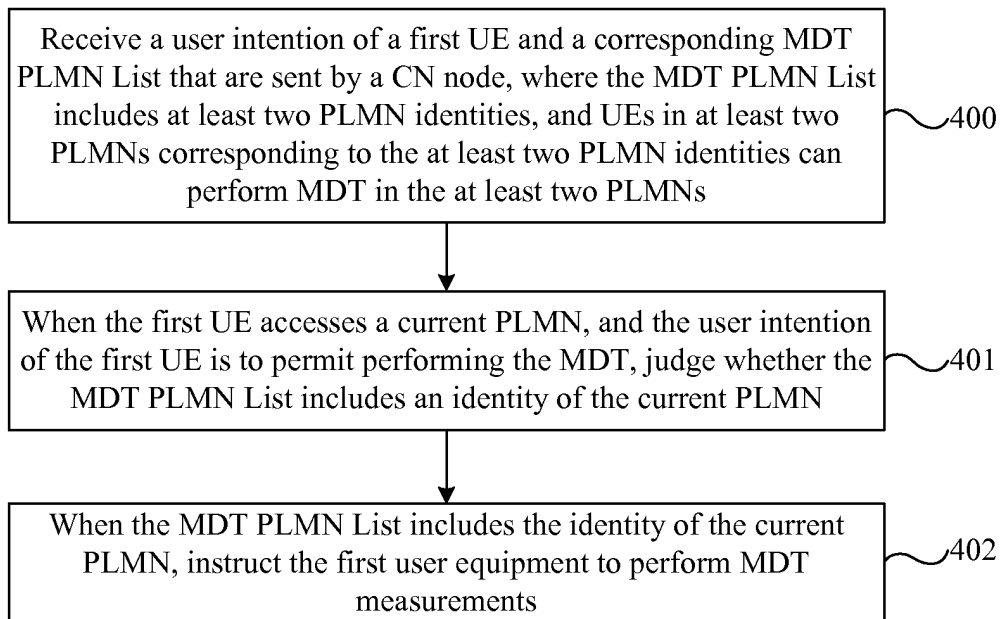 Receive a user intention of a first UE and a corresponding MDT
PLMN List that are sent by a CN node, where the MDT PLMN List
includes at least two PLMN identities, and UEs in at least two
PLMNs corresponding to the at least two PLMN identities can
perform MDT in the at least two PLMNs
400
When the first UE accesses a current PLMN, and the user intention
of the first UE is to permit performing the MDT, judge whether the
MDT PLMN List includes an identity of the current PLMN
401
When the MDT PLMN List includes the identity of the current
PLMN, instruct the first user equipment to perform MDT
measurements
402